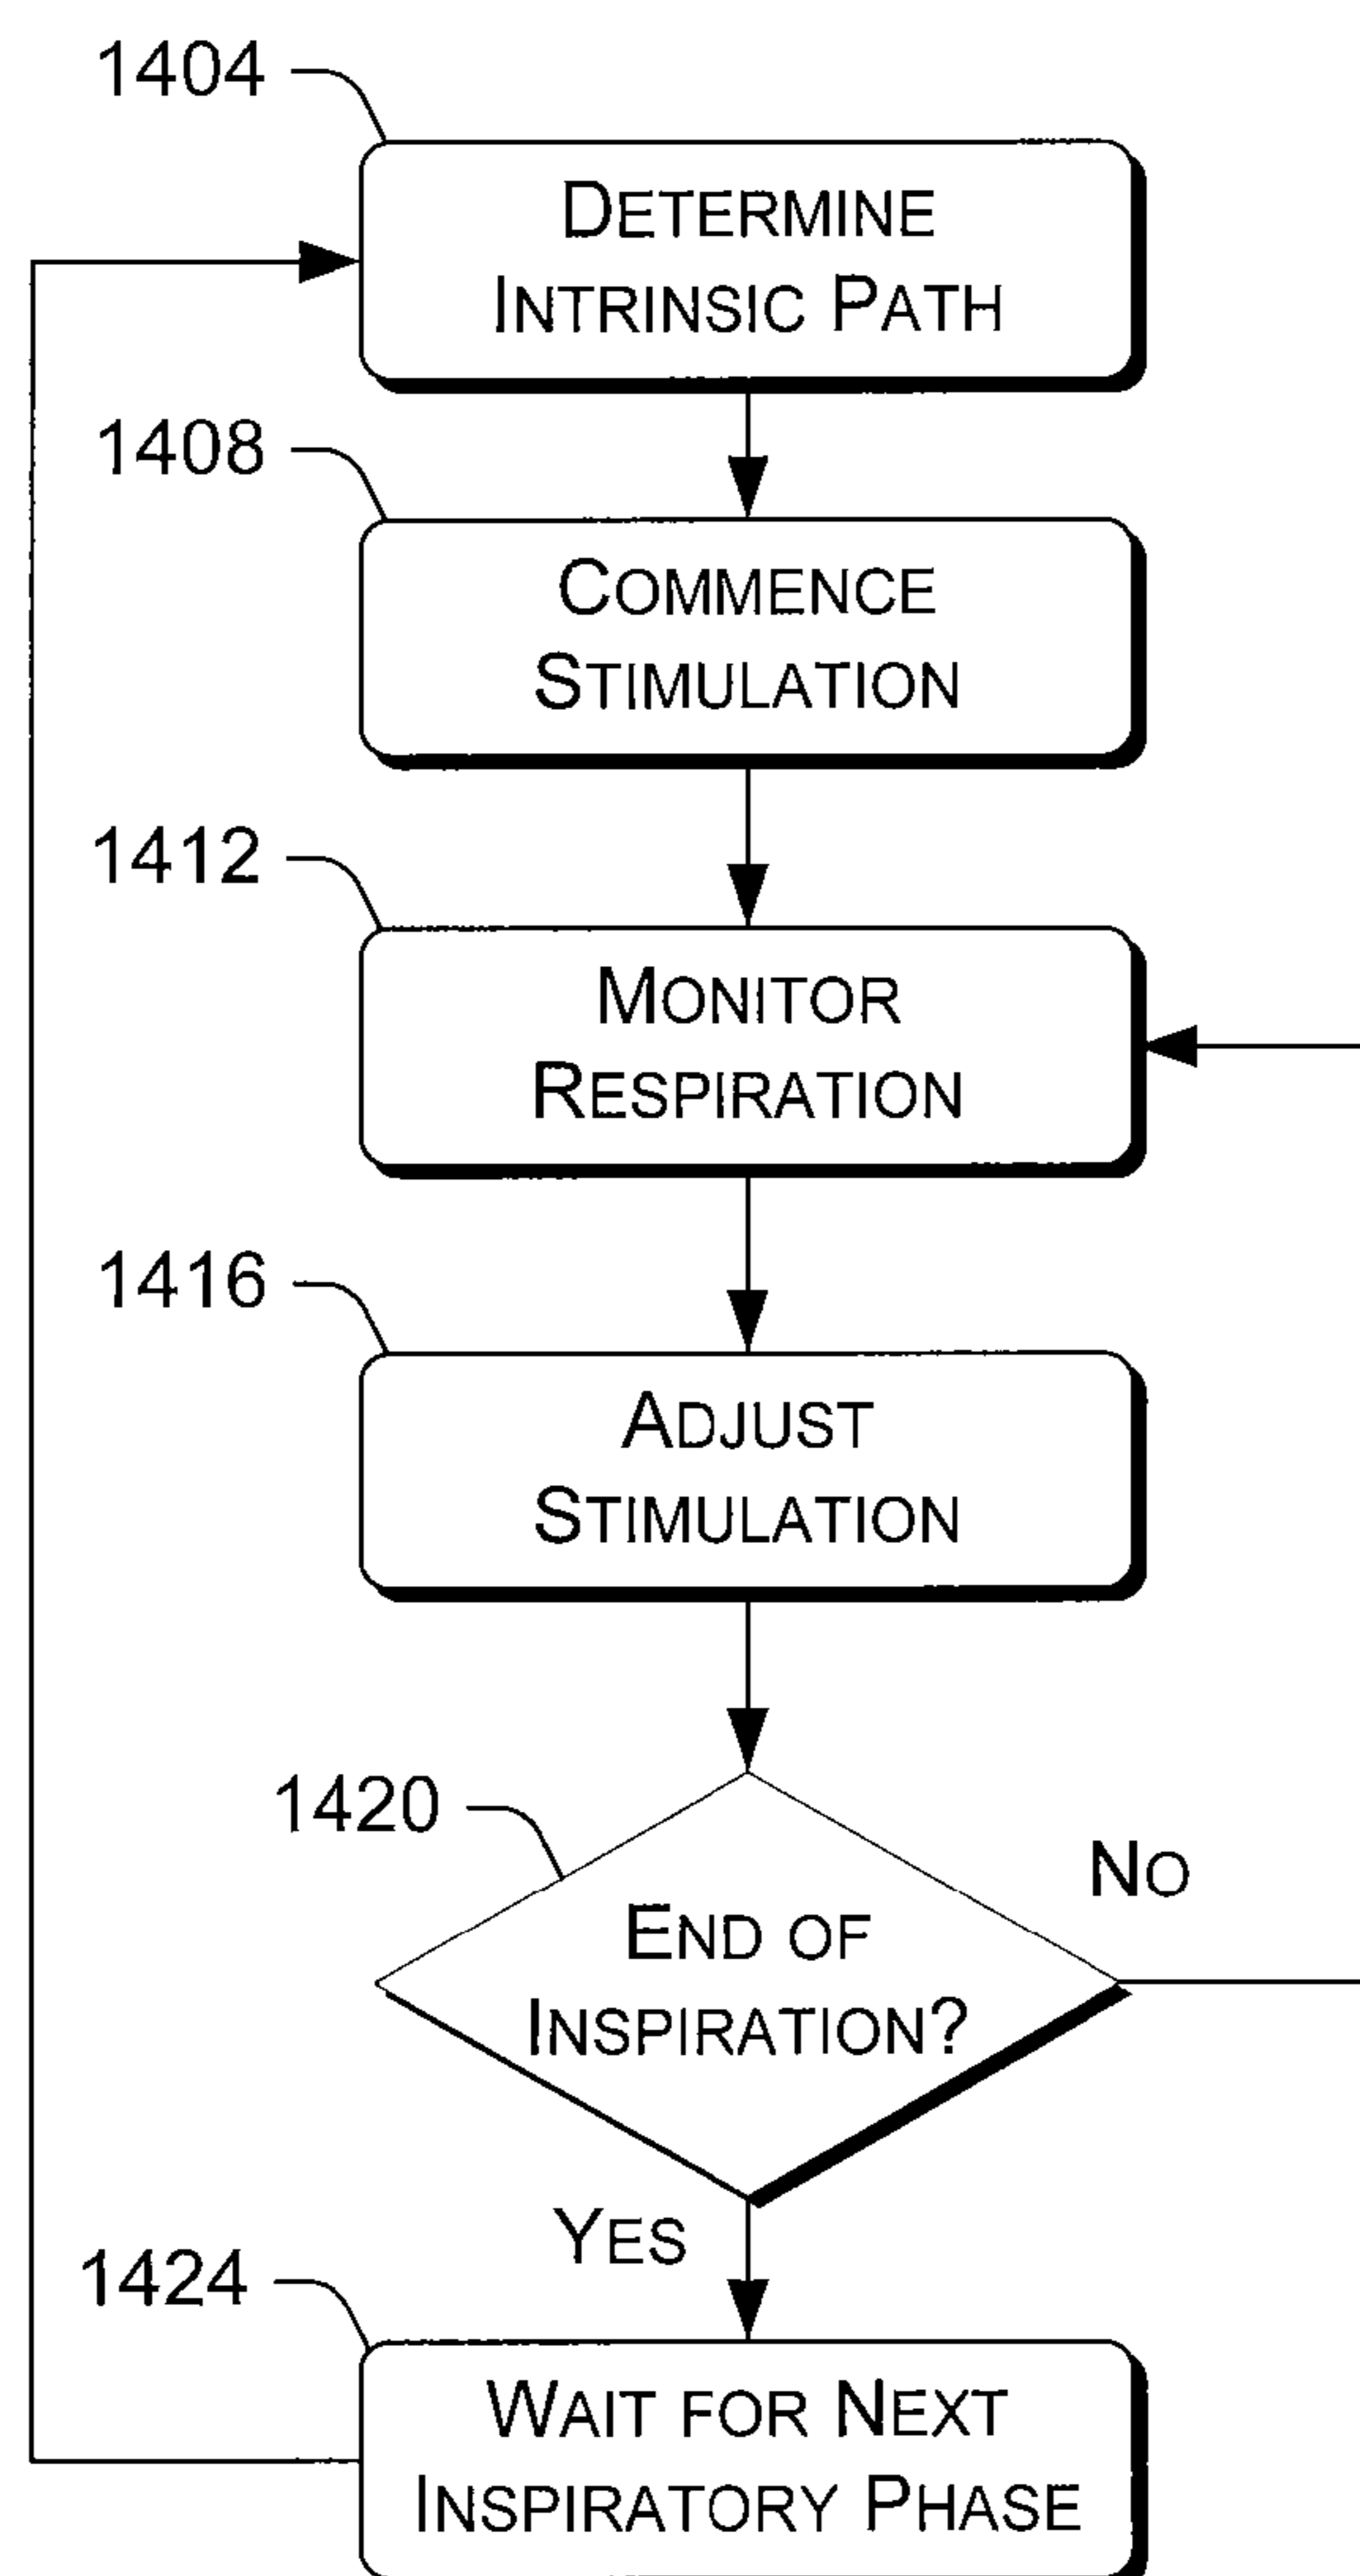 1404
DETERMINE
INTRINSIC PATH
1408
COMMENCE
STIMULATION
1412
MONITOR
RESPIRATION
1416
ADJUST
STIMULATION
1420
NO
END OF
INSPIRATION?
YES
1424
WAIT FOR NEXT
INSPIRATORY PHASE